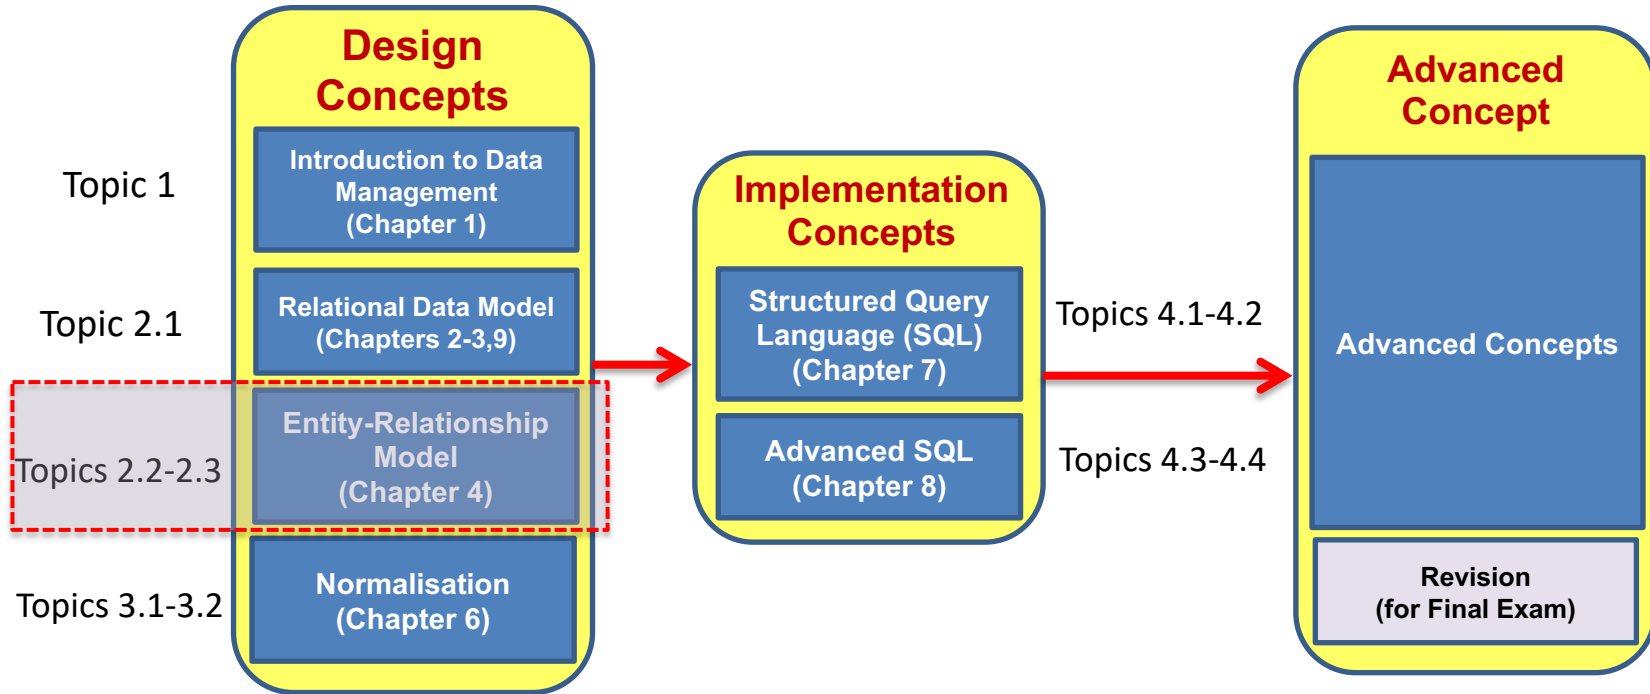 Design
Concepts
Topic 1
Introduction to Data
Management
(Chapter 1)
Topic 2.1
Relational Data Model
(Chapters 2-3,9)
Topics 2.2-2.3
Entity-Relationship
Model
(Chapter 4)
Topics 3.1-3.2
Normalisation
(Chapter 6)
Implementation
Concepts
Structured Query
Language (SQL)
(Chapter 7)
Topics 4.1-4.2
Advanced SQL
(Chapter 8)
Topics 4.3-4.4
Advanced
Concept
Advanced Concepts
Revision
(for Final Exam)